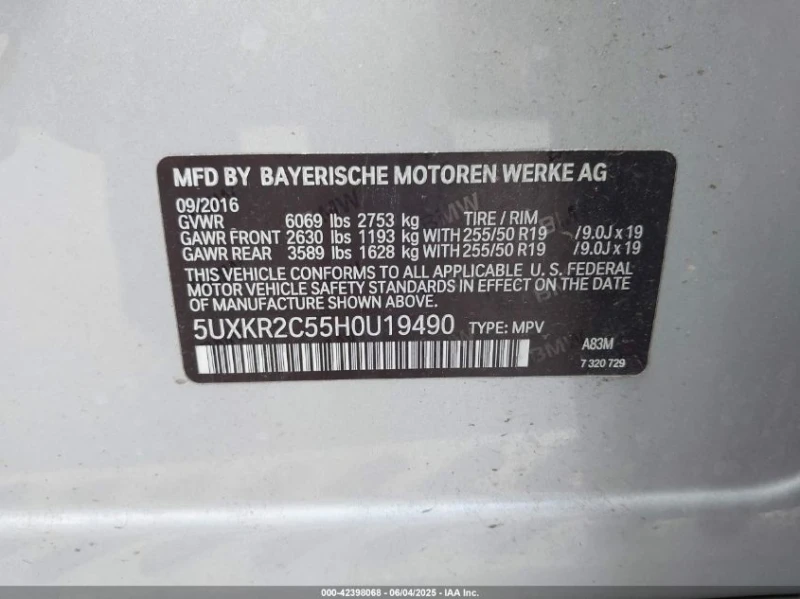 MFD BY BAYERISCHE MOTOREN WERKE AG
09/2016
GVWR 6069 lbs 2753 kg TIRE / RIM
GAWR FRONT 2630 lbs 1193 kg WITH 255/50 R19 /9.0J x 19
GAWR REAR 3589 lbs 1628 kg WITH 255/50 R19 /9.0J x 19
THIS VEHICLE CONFORMS TO ALL APPLICABLE U. S. FEDERAL
MOTOR VEHICLE SAFETY STANDARDS IN EFFECT ON THE DATE
OF MANUFACTURE SHOWN ABOVE.
5UXKR2C55H0U19490 TYPE: MPV
A83M
7 320 729
000-42398068 - 06/04/2025 - IAA Inc.